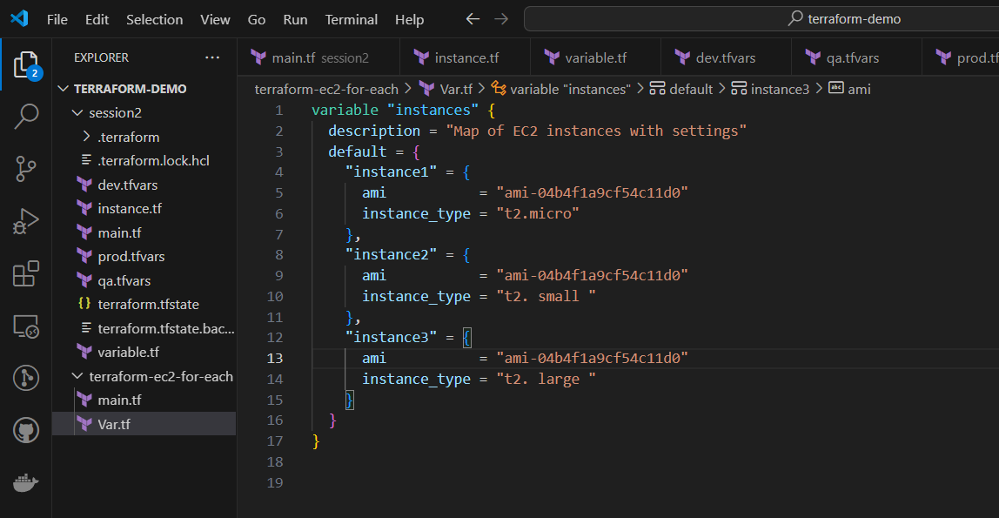 File Edit Selection View Go Run Terminal Help
terraform-demo
2
EXPLORER
TERRAFORM-DEMO
session2
.terraform
.terraform.lock.hcl
dev.tfvars
instance.tf
main.tf
prod.tfvars
qa.tfvars
terraform.tfstate
terraform.tfstate.bac...
variable.tf
terraform-ec2-for-each
main.tf
Var.tf
main.tf session2 instance.tf variable.tf dev.tfvars qa.tfvars prod.tf
terraform-ec2-for-each > Var.tf > variable "instances" > default > instance3 > ami
1 variable "instances" {
2 description = "Map of EC2 instances with settings"
3 default = {
4 "instance1" = {
5 ami = "ami-04b4f1a9cf54c11d0"
6 instance_type = "t2.micro"
7 },
8 "instance2" = {
9 ami = "ami-04b4f1a9cf54c11d0"
10 instance_type = "t2. small "
11 },
12 "instance3" = {
13 ami = "ami-04b4f1a9cf54c11d0"
14 instance_type = "t2. large "
15 }
16 }
17 }
18
19